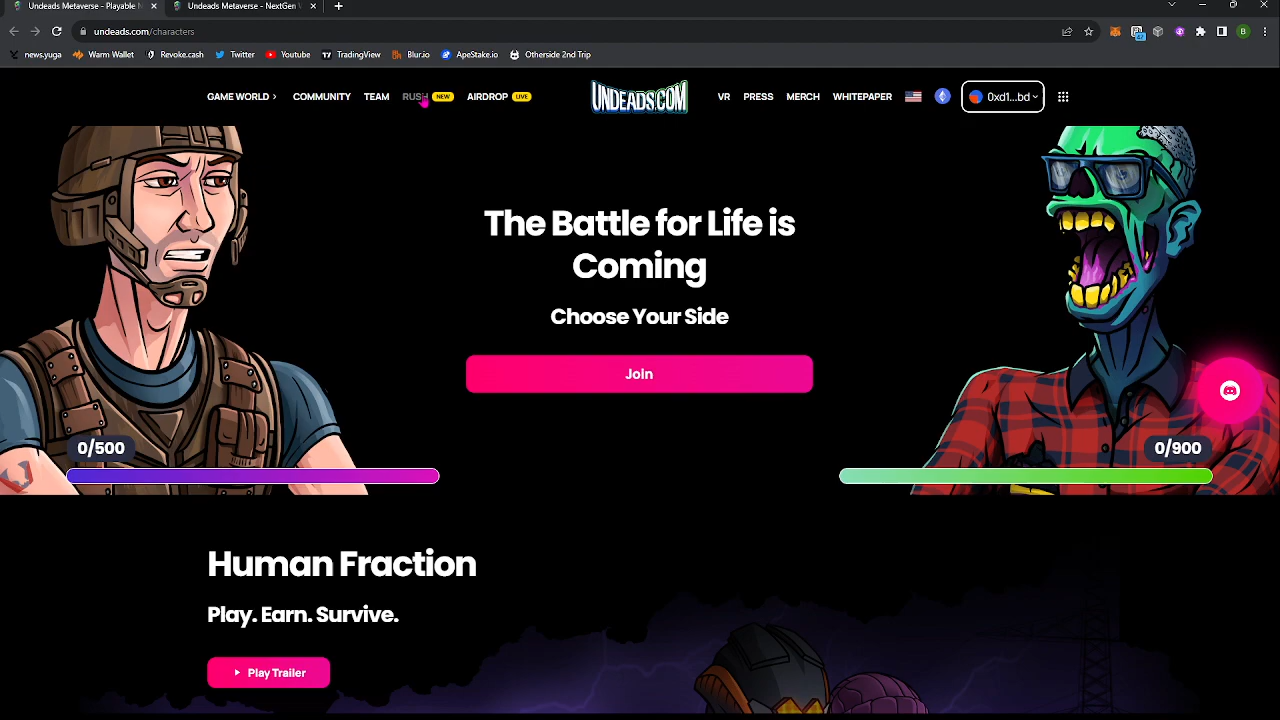 Undeads Metaverse - Playable
Undeads Metaverse - NextGen
undeads.com/characters
news.yuga
Warm Wallet
Revoke.cash
Twitter
Youtube
TradingView
Blur.io
ApeStake.io
Otherside 2nd Trip
GAME WORLD
COMMUNITY
TEAM
RUSH NEW
AIRDROP LIVE
UNDEADS.COM
VR
PRESS
MERCH
WHITEPAPER
0xd1...bd
The Battle for Life is
Coming
Choose Your Side
Join
0/500
0/900
Human Fraction
Play. Earn. Survive.
Play Trailer